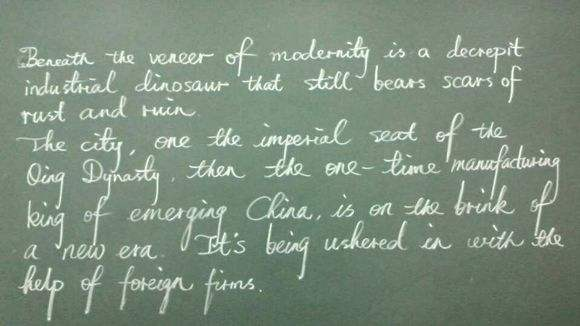 Beneath the veneer of modernity is a decrepit
industrial dinosaur that still bears scars of
rust and ruin.
The city, one the imperial seat of the
Qing Dynasty, then the one-time manufacturing
king of emerging China, is on the brink of
a new era. It's being ushered in with the
help of foreign firms.